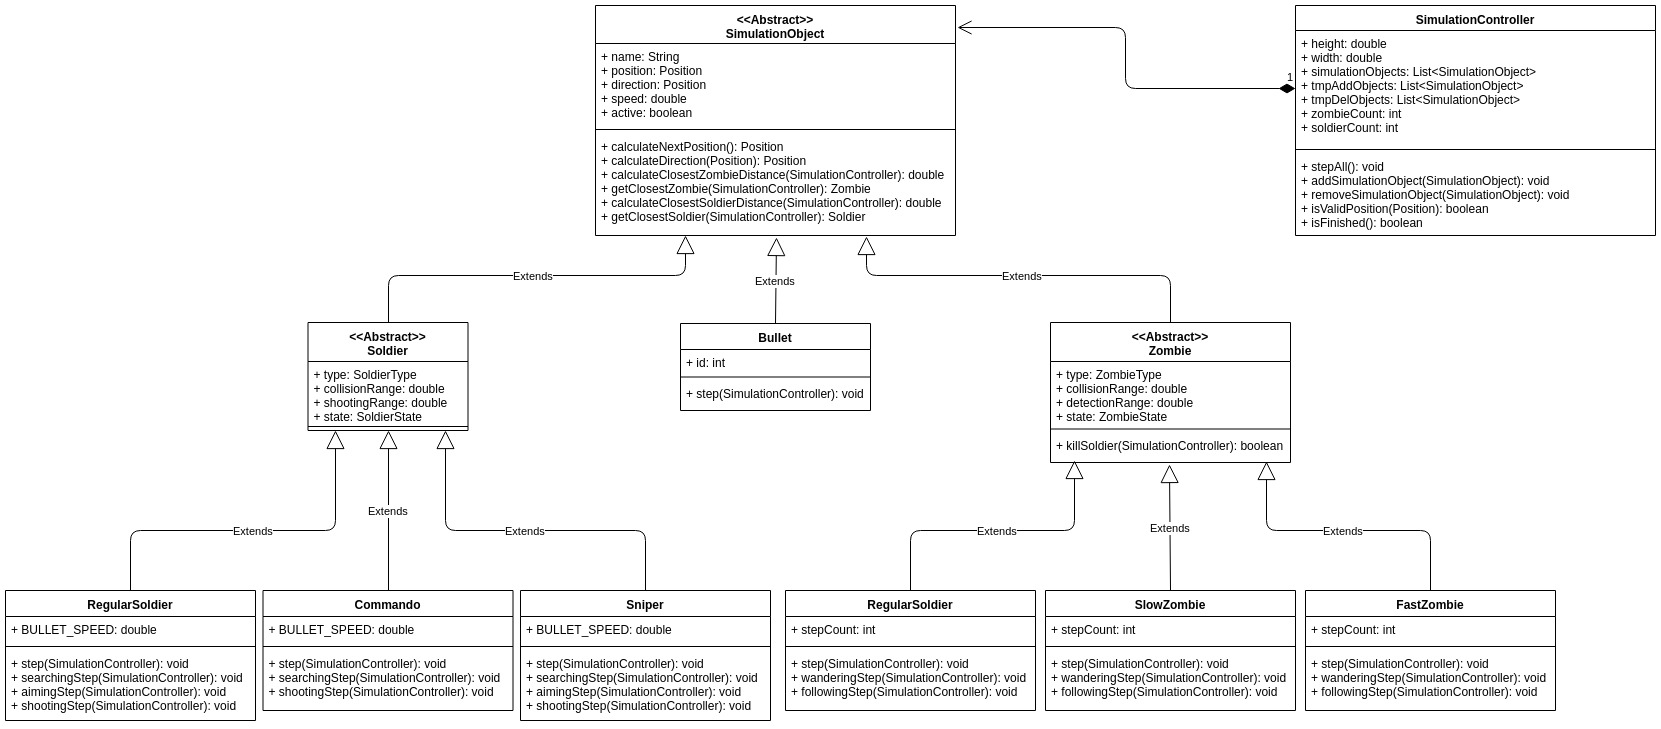 <<Abstract>>
SimulationObject
+ name: String
+ position: Position
+ direction: Position
+ speed: double
+ active: boolean
+ calculateNextPosition(): Position
+ calculateDirection(Position): Position
+ calculateClosestZombieDistance(SimulationController): double
+ getClosestZombie(SimulationController): Zombie
+ calculateClosestSoldierDistance(SimulationController): double
+ getClosestSoldier(SimulationController): Soldier
1
SimulationController
+ height: double
+ width: double
+ simulationObjects: List<SimulationObject>
+ tmpAddObjects: List<SimulationObject>
+ tmpDelObjects: List<SimulationObject>
+ zombieCount: int
+ soldierCount: int
+ stepAll(): void
+ addSimulationObject(SimulationObject): void
+ removeSimulationObject(SimulationObject): void
+ isValidPosition(Position): boolean
+ isFinished(): boolean
Extends
Extends
Extends
<<Abstract>>
Soldier
+ type: SoldierType
+ collisionRange: double
+ shootingRange: double
+ state: SoldierState
Bullet
+ id: int
+ step(SimulationController): void
<<Abstract>>
Zombie
+ type: ZombieType
+ collisionRange: double
+ detectionRange: double
+ state: ZombieState
+ killSoldier(SimulationController): boolean
Extends
Extends
Extends
Extends
Extends
Extends
RegularSoldier
+ BULLET_SPEED: double
+ step(SimulationController): void
+ searchingStep(SimulationController): void
+ aimingStep(SimulationController): void
+ shootingStep(SimulationController): void
Commando
+ BULLET_SPEED: double
+ step(SimulationController): void
+ searchingStep(SimulationController): void
+ shootingStep(SimulationController): void
Sniper
+ BULLET_SPEED: double
+ step(SimulationController): void
+ searchingStep(SimulationController): void
+ aimingStep(SimulationController): void
+ shootingStep(SimulationController): void
RegularSoldier
+ stepCount: int
+ step(SimulationController): void
+ wanderingStep(SimulationController): void
+ followingStep(SimulationController): void
SlowZombie
+ stepCount: int
+ step(SimulationController): void
+ wanderingStep(SimulationController): void
+ followingStep(SimulationController): void
FastZombie
+ stepCount: int
+ step(SimulationController): void
+ wanderingStep(SimulationController): void
+ followingStep(SimulationController): void